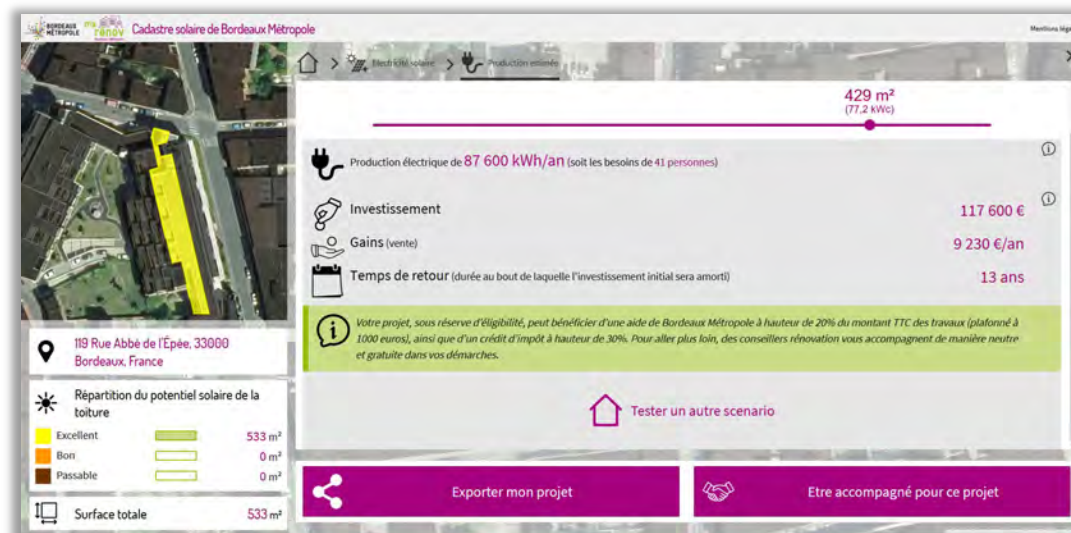 BORDEAUX
MÉTROPOLE
ma
rénov
Cadastre solaire de Bordeaux Métropole
Mentions léga
Electricité solaire
Production estimée
429 m²
(77,2 kWc)
Production électrique de 87 600 kWh/an (soit les besoins de 41 personnes)
Investissement
117 600 €
Gains (vente)
9 230 €/an
Temps de retour (durée au bout de laquelle l'investissement initial sera amorti)
13 ans
Votre projet, sous réserve d'éligibilité, peut bénéficier d'une aide de Bordeaux Métropole à hauteur de 20% du montant TTC des travaux (plafonné à
1000 euros), ainsi que d'un crédit d'impôt à hauteur de 30%. Pour aller plus loin, des conseillers rénovation vous accompagnent de manière neutre
et gratuite dans vos démarches.
Tester un autre scenario
Exporter mon projet
Etre accompagné pour ce projet
119 Rue Abbé de l'Épée, 33000
Bordeaux, France
Répartition du potentiel solaire de la
toiture
Excellent 533 m²
Bon 0 m²
Passable 0 m²
Surface totale 533 m²